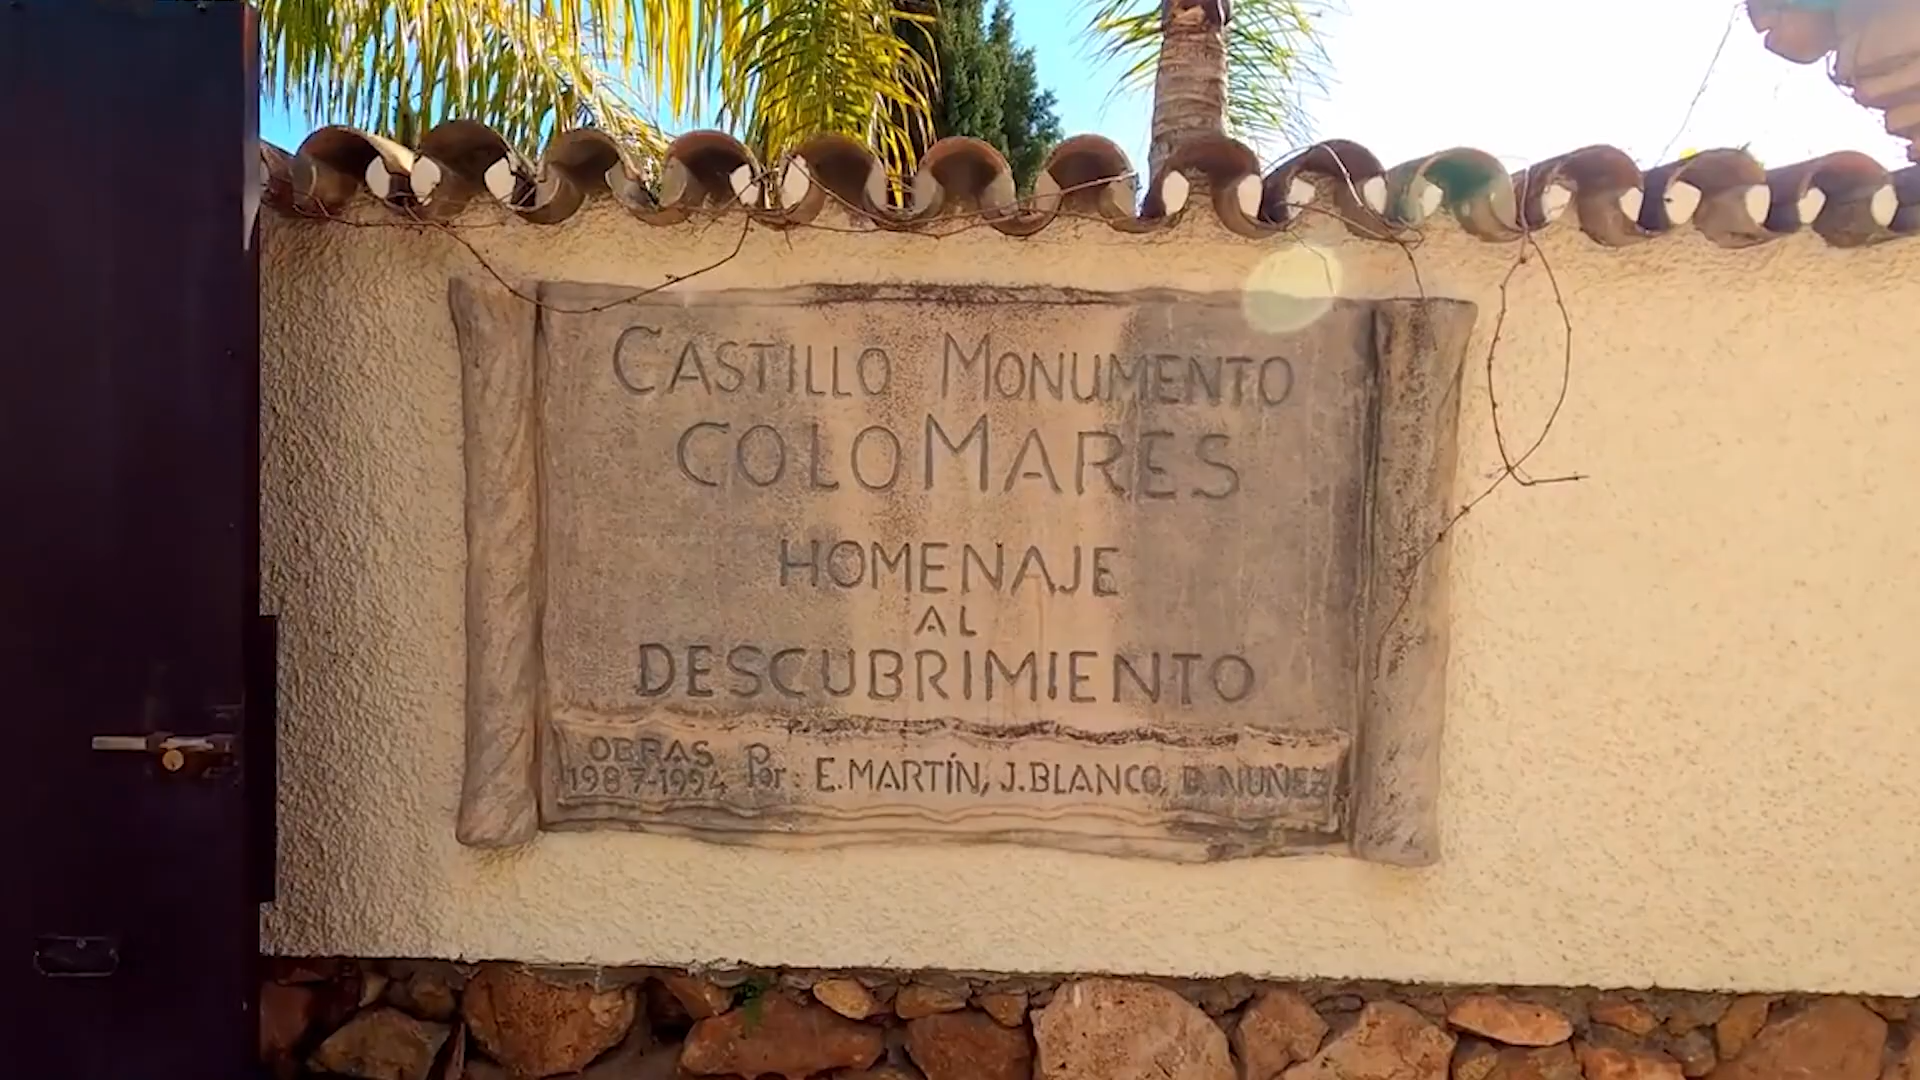 CASTILLO MONUMENTO
COLOMARES
HOMENAJE
AL
DESCUBRIMIENTO
OBRAS
1987-1994 Por: E. MARTÍN, J. BLANCO, D. NUÑEZ